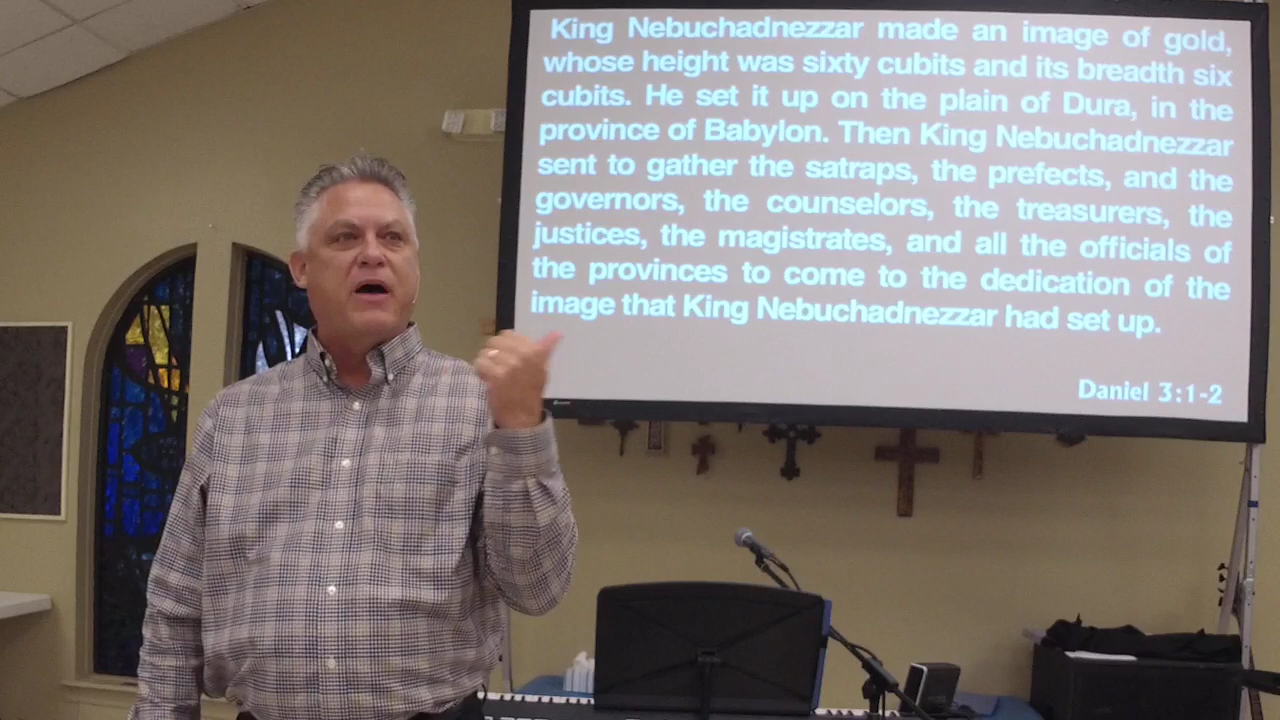 King Nebuchadnezzar made an image of gold,
whose height was sixty cubits and its breadth six
cubits. He set it up on the plain of Dura, in the
province of Babylon. Then King Nebuchadnezzar
sent to gather the satraps, the prefects, and the
governors, the counselors, the treasurers, the
justices, the magistrates, and all the officials of
the provinces to come to the dedication of the
image that King Nebuchadnezzar had set up.
Daniel 3:1-2